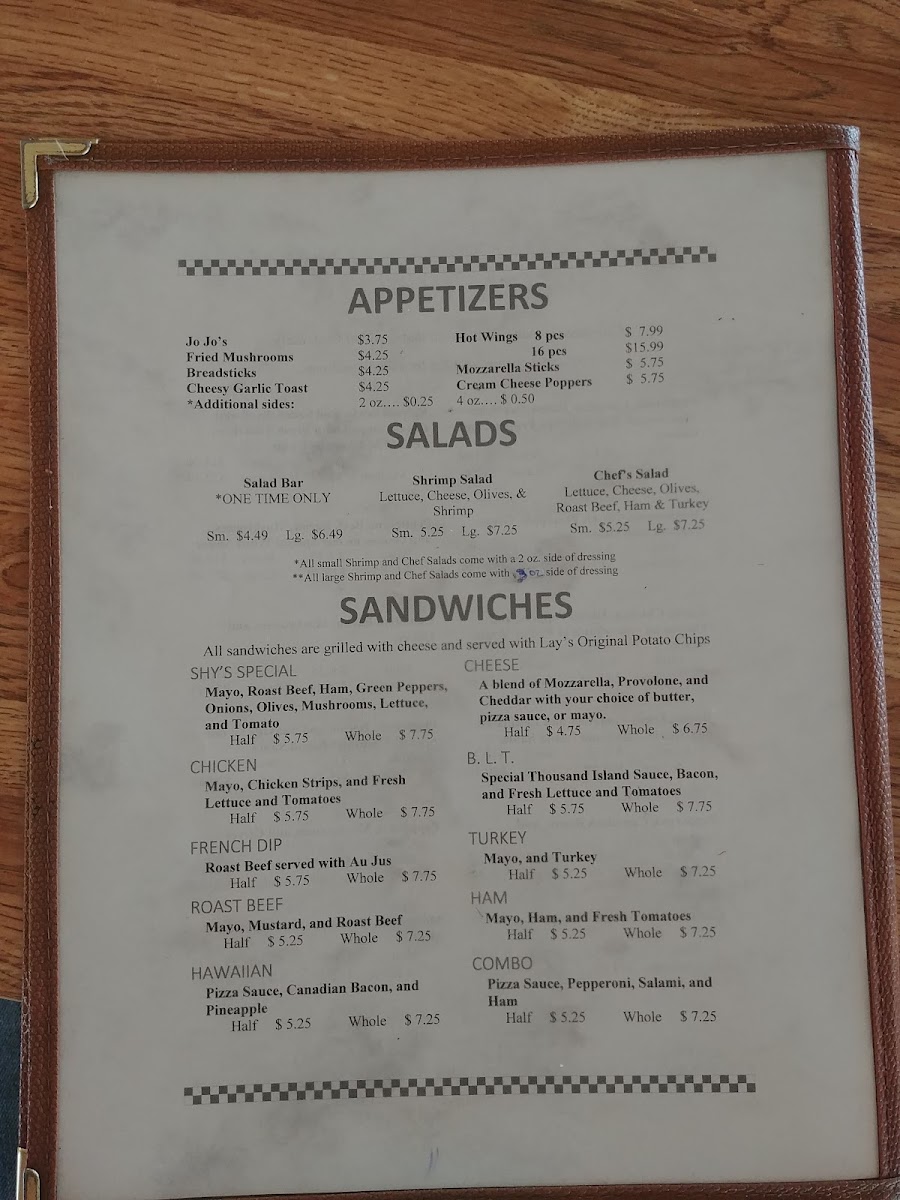 APPETIZERS
Jo Jo's $3.75
Fried Mushrooms $4.25
Breadsticks $4.25
Cheesy Garlic Toast $4.25
*Additional sides: 2 oz.... $0.25 4 oz.... $ 0.50
Hot Wings 8 pcs $ 7.99
16 pcs $15.99
Mozzarella Sticks $ 5.75
Cream Cheese Poppers $ 5.75
SALADS
Salad Bar
*ONE TIME ONLY
Sm. $4.49 Lg. $6.49
Shrimp Salad
Lettuce, Cheese, Olives, &
Shrimp
Sm. 5.25 Lg. $7.25
Chef's Salad
Lettuce, Cheese, Olives,
Roast Beef, Ham & Turkey
Sm. $5.25 Lg. $7.25
*All small Shrimp and Chef Salads come with a 2 oz. side of dressing
**All large Shrimp and Chef Salads come with oz. side of dressing
SANDWICHES
All sandwiches are grilled with cheese and served with Lay's Original Potato Chips
SHY'S SPECIAL
Mayo, Roast Beef, Ham, Green Peppers,
Onions, Olives, Mushrooms, Lettuce,
and Tomato
Half $ 5.75 Whole $ 7.75
CHICKEN
Mayo, Chicken Strips, and Fresh
Lettuce and Tomatoes
Half $ 5.75 Whole $ 7.75
FRENCH DIP
Roast Beef served with Au Jus
Half $ 5.75 Whole $ 7.75
ROAST BEEF
Mayo, Mustard, and Roast Beef
Half $ 5.25 Whole $ 7.25
HAWAIIAN
Pizza Sauce, Canadian Bacon, and
Pineapple
Half $ 5.25 Whole $ 7.25
CHEESE
A blend of Mozzarella, Provolone, and
Cheddar with your choice of butter,
pizza sauce, or mayo.
Half $ 4.75 Whole $ 6.75
B. L. T.
Special Thousand Island Sauce, Bacon,
and Fresh Lettuce and Tomatoes
Half $ 5.75 Whole $ 7.75
TURKEY
Mayo, and Turkey
Half $ 5.25 Whole $ 7.25
HAM
Mayo, Ham, and Fresh Tomatoes
Half $ 5.25 Whole $ 7.25
COMBO
Pizza Sauce, Pepperoni, Salami, and
Ham
Half $ 5.25 Whole $ 7.25